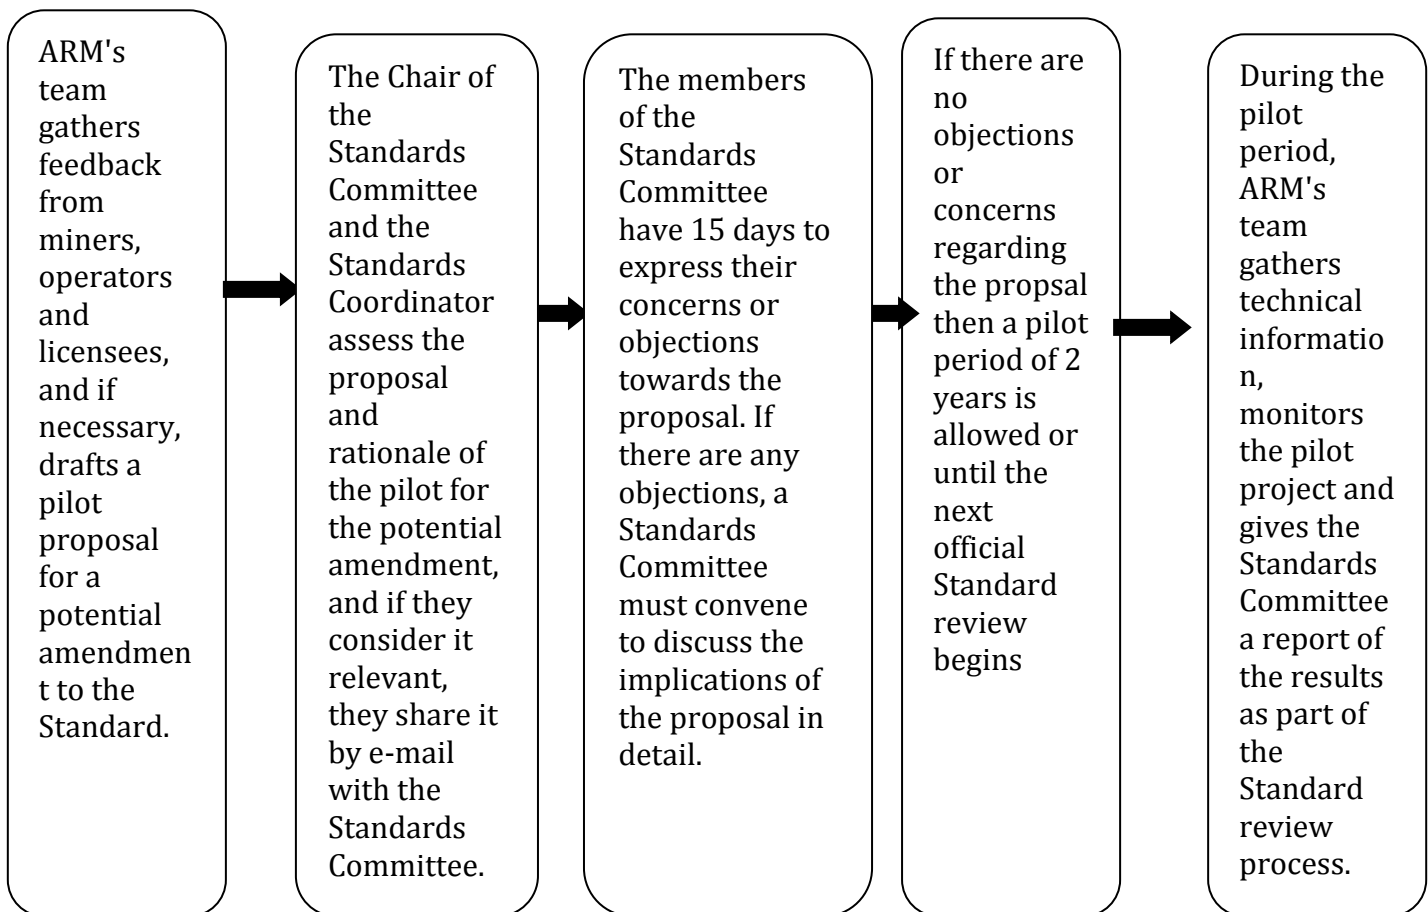 ARM's
team
gathers
feedback
from
miners,
operators
and
licensees,
and if
necessary,
drafts a
pilot
proposal
for a
potential
amendmen
t to the
Standard.
The Chair of
the
Standards
Committee
and the
Standards
Coordinator
assess the
proposal
and
rationale of
the pilot for
the potential
amendment,
and if they
consider it
relevant,
they share it
by e-mail
with the
Standards
Committee.
The members
of the
Standards
Committee
have 15 days to
express their
concerns or
objections
towards the
proposal. If
there are any
objections, a
Standards
Committee
must convene
to discuss the
implications of
the proposal in
detail.
If there are
no
objections
or
concerns
regarding
the propsal
then a pilot
period of 2
years is
allowed or
until the
next
official
Standard
review
begins
During the
pilot
period,
ARM's
team
gathers
technical
informatio
n,
monitors
the pilot
project and
gives the
Standards
Committee
a report of
the results
as part of
the
Standard
review
process.